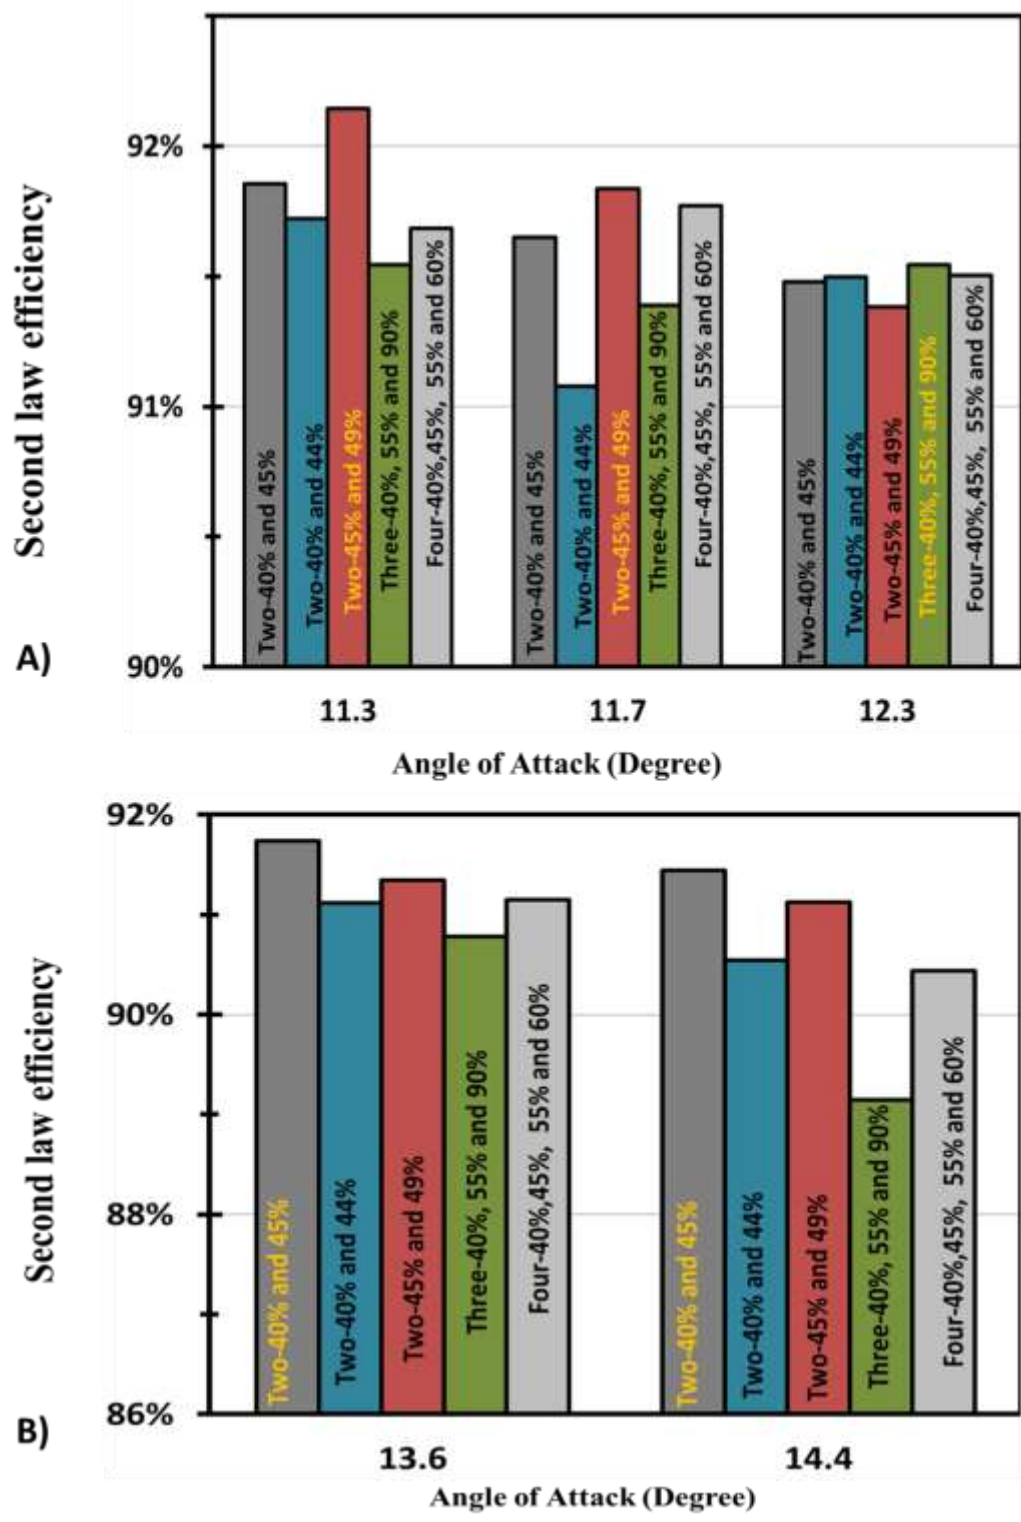 Second law efficiency
92%
91%
90%
A)
Two-40% and 45%
Two-40% and 44%
Two-45% and 49%
Three-40%, 55% and 90%
Four-40%,45%,  55% and 60%
Two-40% and 45%
Two-40% and 44%
Two-45% and 49%
Three-40%, 55% and 90%
Four-40%,45%,  55% and 60%
Two-40% and 45%
Two-40% and 44%
Two-45% and 49%
Three-40%, 55% and 90%
Four-40%,45%,  55% and 60%
11.3
11.7
12.3
Angle of Attack (Degree)
Second law efficiency
92%
90%
88%
86%
B)
Two-40% and 45%
Two-40% and 44%
Two-45% and 49%
Three-40%, 55% and 90%
Four-40%,45%,  55% and 60%
Two-40% and 45%
Two-40% and 44%
Two-45% and 49%
Three-40%, 55% and 90%
Four-40%,45%,  55% and 60%
13.6
14.4
Angle of Attack (Degree)